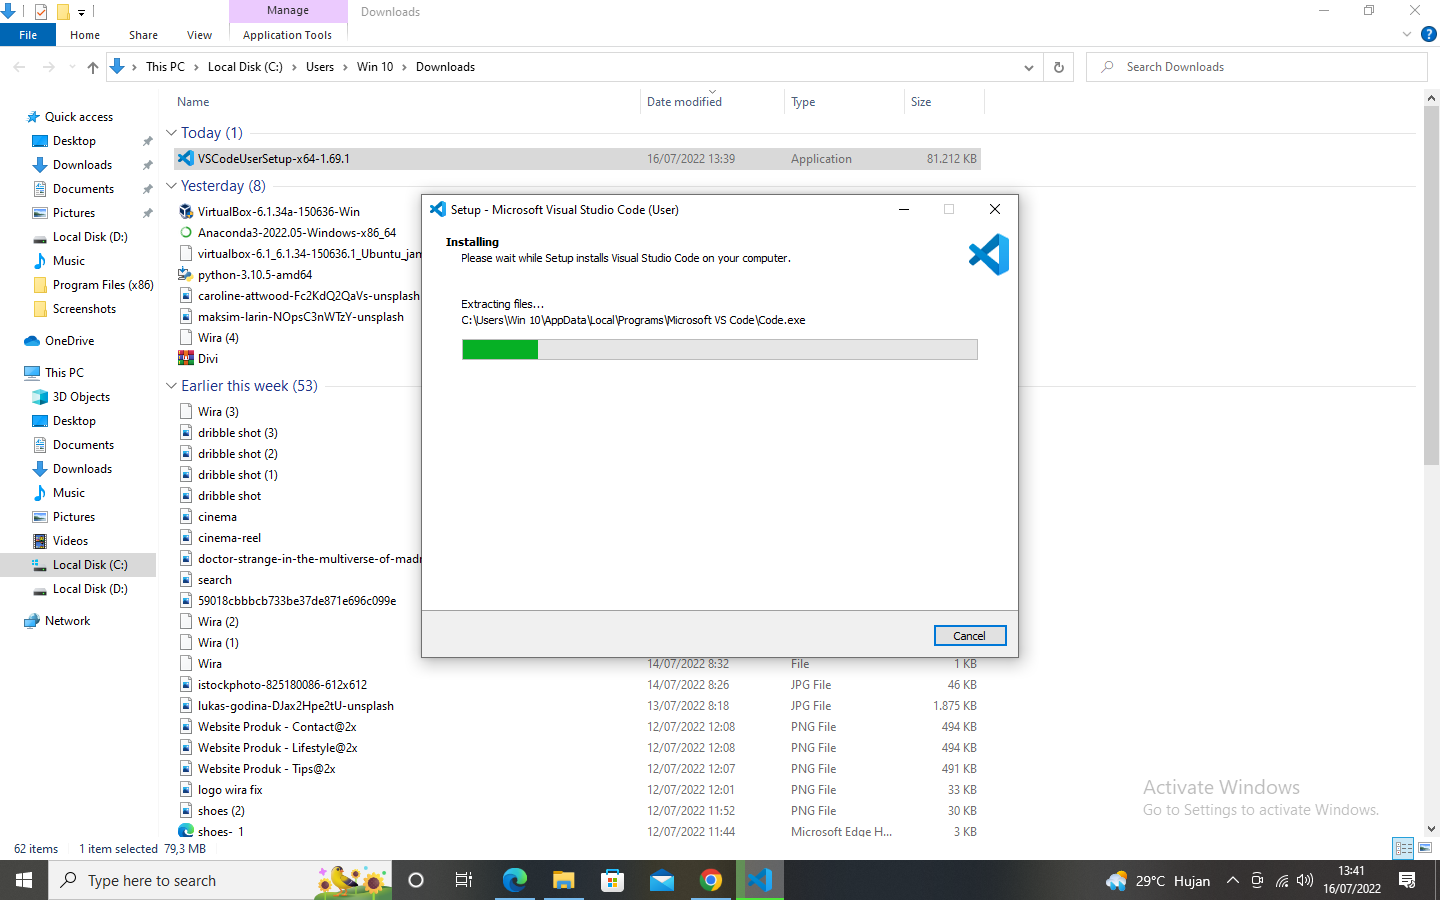 Manage
Downloads
File
Home
Share
View
Application Tools
This PC
Local Disk (C:)
Users
Win 10
Downloads
Search Downloads
Name
Date modified
Type
Size
Quick access
Desktop
Downloads
Documents
Pictures
Local Disk (D:)
Music
Program Files (x86)
Screenshots
OneDrive
This PC
3D Objects
Desktop
Documents
Downloads
Music
Pictures
Videos
Local Disk (C:)
Local Disk (D:)
Network
Today (1)
VSCodeUserSetup-x64-1.69.1 16/07/2022 13:39 Application 81.212 KB
Yesterday (8)
VirtualBox-6.1.34a-150636-Win
Anaconda3-2022.05-Windows-x86_64
virtualbox-6.1_6.1.34-150636.1_Ubuntu_jan
python-3.10.5-amd64
caroline-attwood-Fc2KdQ2QaVs-unsplash
maksim-larin-NOpsC3nWTzY-unsplash
Wira (4)
Divi
Earlier this week (53)
Wira (3)
dribble shot (3)
dribble shot (2)
dribble shot (1)
dribble shot
cinema
cinema-reel
doctor-strange-in-the-multiverse-of-madr
search
59018cbbbcb733be37de871e696c099e
Wira (2)
Wira (1)
Wira 14/07/2022 8:32 File 1 KB
istockphoto-825180086-612x612 14/07/2022 8:26 JPG File 46 KB
lukas-godina-DJax2Hpe2tU-unsplash 13/07/2022 8:18 JPG File 1.875 KB
Website Produk - Contact@2x 12/07/2022 12:08 PNG File 494 KB
Website Produk - Lifestyle@2x 12/07/2022 12:08 PNG File 494 KB
Website Produk - Tips@2x 12/07/2022 12:07 PNG File 491 KB
logo wira fix 12/07/2022 12:01 PNG File 33 KB
shoes (2) 12/07/2022 11:52 PNG File 30 KB
shoes-_1 12/07/2022 11:44 Microsoft Edge H... 3 KB
Setup - Microsoft Visual Studio Code (User)
Installing
Please wait while Setup installs Visual Studio Code on your computer.
Extracting files...
C:\Users\Win 10\AppData\Local\Programs\Microsoft VS Code\Code.exe
Cancel
Activate Windows
Go to Settings to activate Windows.
62 items
1 item selected 79,3 MB
Type here to search
29°C Hujan
13:41
16/07/2022